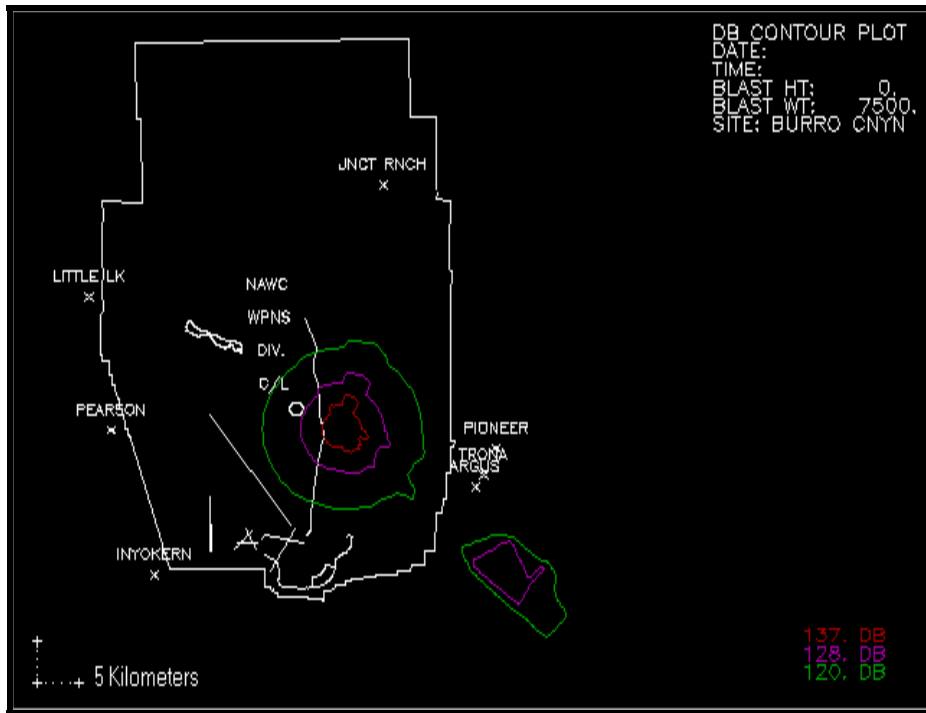 DB CONTOUR PLOT
DATE:
TIME:
BLAST HT: 0.
BLAST WT: 7500.
SITE: BURRO CNYN
JNCT RNCH
LITTLE LK
NAWC
WPNS
DIV.
C/L
PEARSON
PIONEER
TRONA
ARGUS
INYOKERN
137. DB
128. DB
120. DB
5 Kilometers